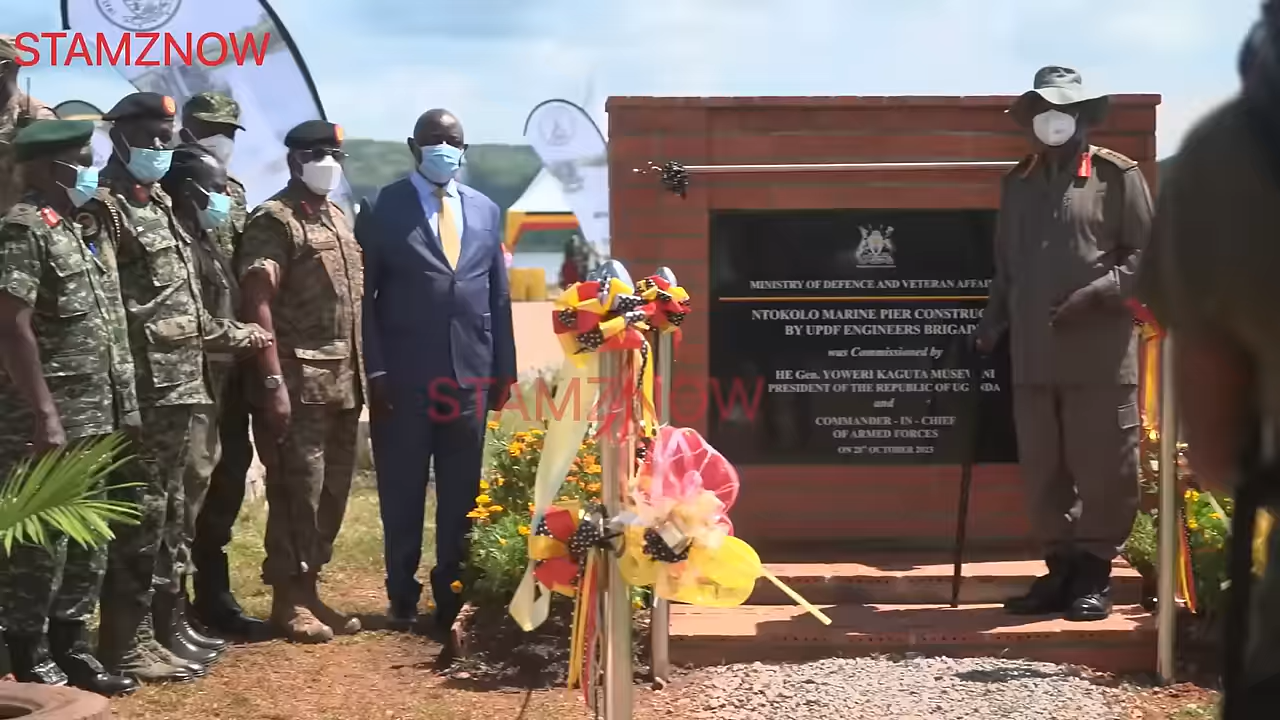 STAMZNOW
MINISTRY OF DEFENCE AND VETERAN AFFAI
NTOKOLO MARINE PIER CONSTRUC
BY UPDF ENGINEERS BRIGAD
was Commissioned by
HE Gen. YOWERI KAGUTA MUSEVENI
PRESIDENT OF THE REPUBLIC OF UGANDA
and
COMMANDER - IN - CHIEF
OF ARMED FORCES
STAMZNOW